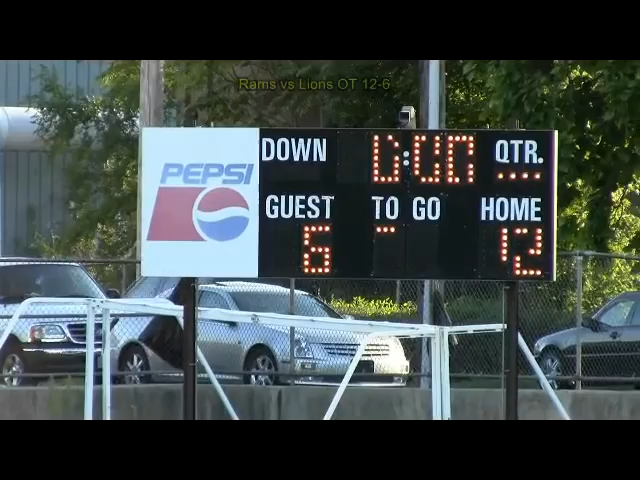 Rams vs Lions OT 12-6
PEPSI
DOWN 0:00 QTR.
GUEST TO GO HOME
6 12